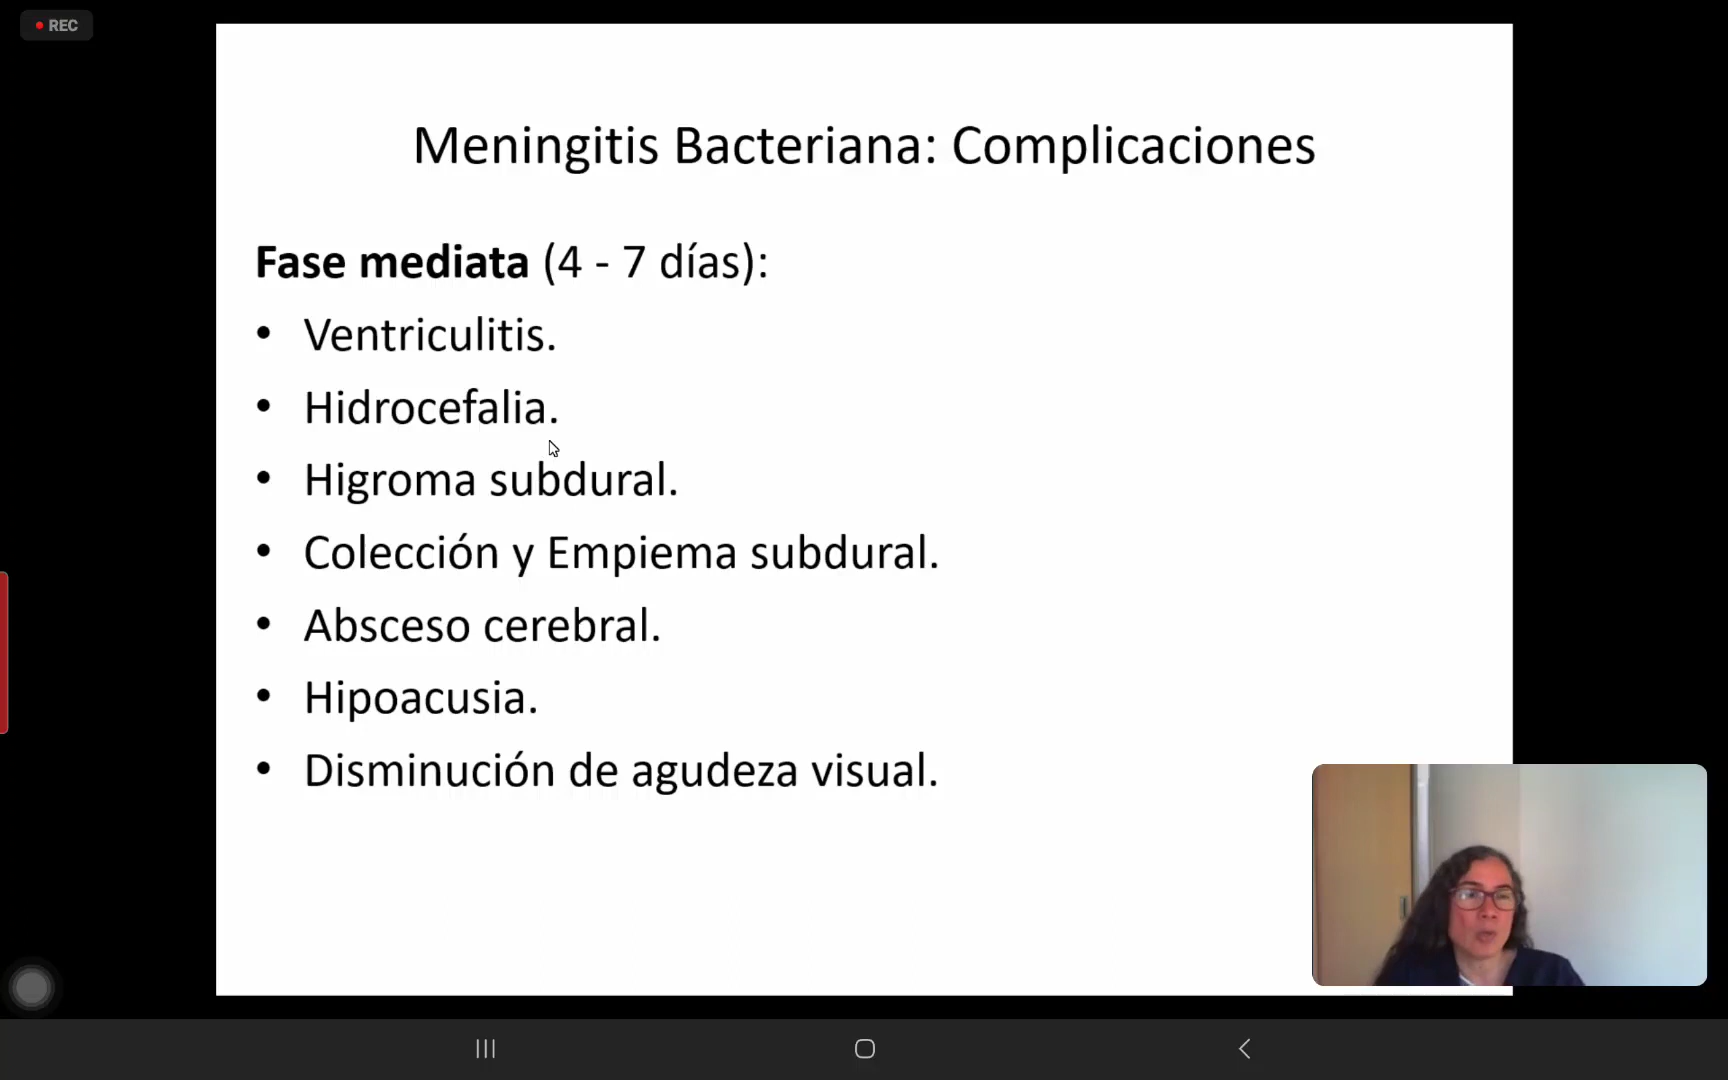 REC
Meningitis Bacteriana: Complicaciones
Fase mediata (4 - 7 días):
• Ventriculitis.
• Hidrocefalia.
• Higroma subdural.
• Colección y Empiema subdural.
• Absceso cerebral.
• Hipoacusia.
• Disminución de agudeza visual.